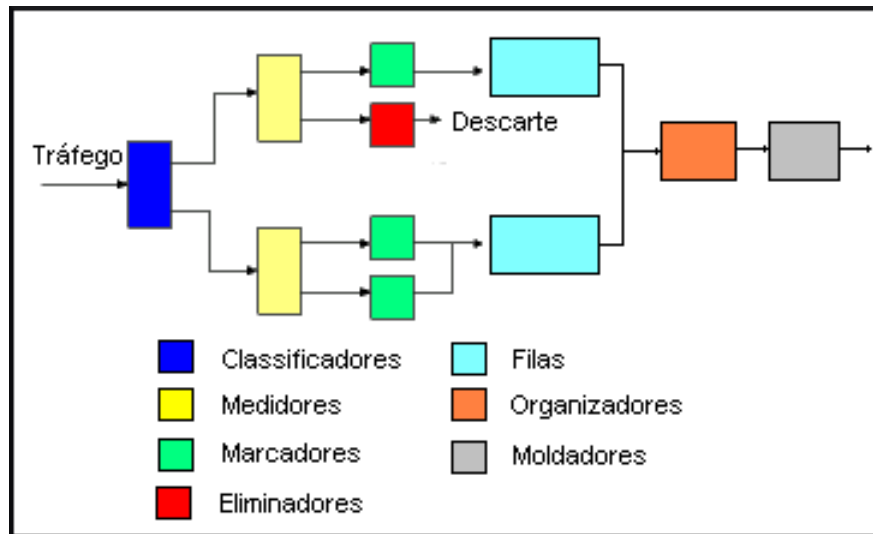 Tráfego
Descarte
Classificadores
Filas
Medidores
Organizadores
Marcadores
Moldadores
Eliminadores